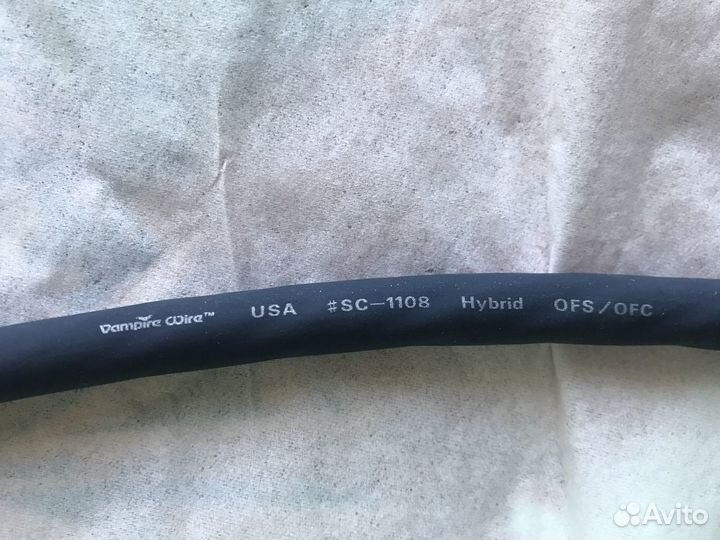 Vampire Wire™ USA #SC-1108 Hybrid OFS/OFC
Avito